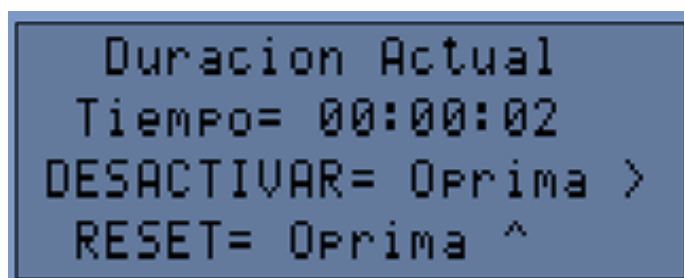 Duracion Actual
Tiempo= 00:00:02
DESACTIVAR= Oprima >
RESET= Oprima ^